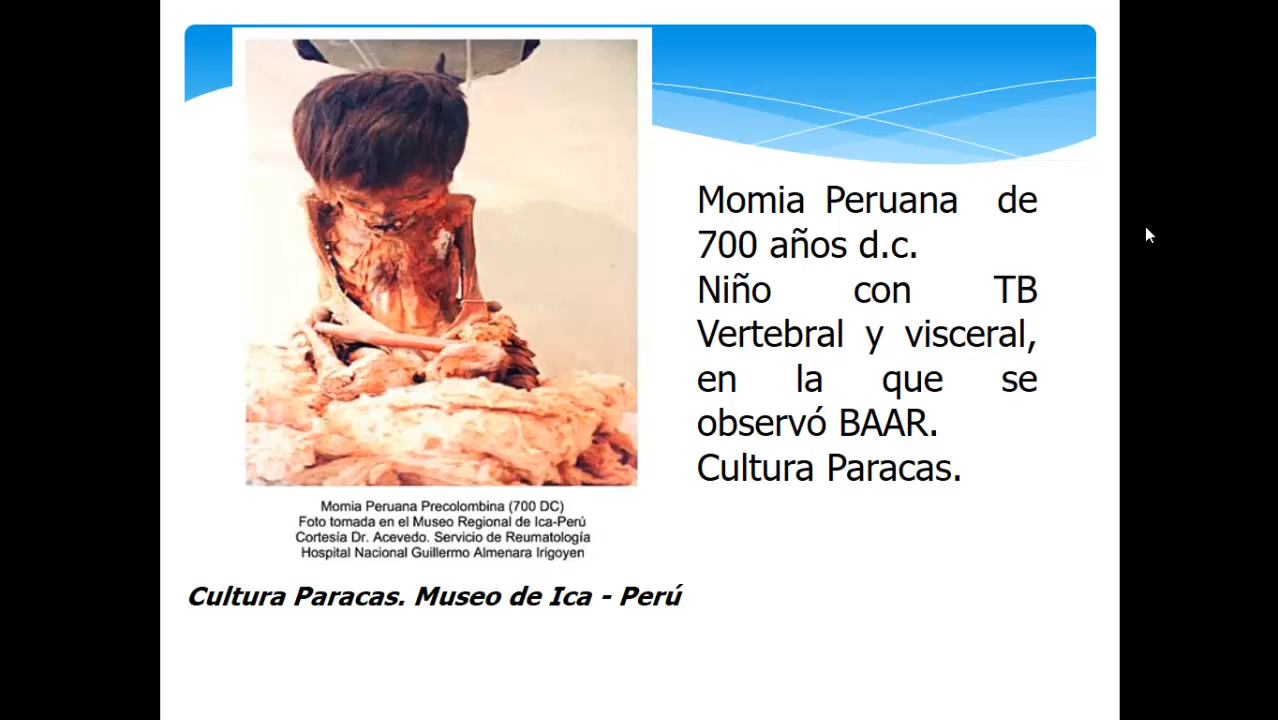 Momia Peruana de
700 años d.c.
Niño con TB
Vertebral y visceral,
en la que se
observó BAAR.
Cultura Paracas.
Momia Peruana Precolombina (700 DC)
Foto tomada en el Museo Regional de Ica-Perú
Cortesía Dr. Acevedo. Servicio de Reumatología
Hospital Nacional Guillermo Almenara Irigoyen
Cultura Paracas. Museo de Ica - Perú